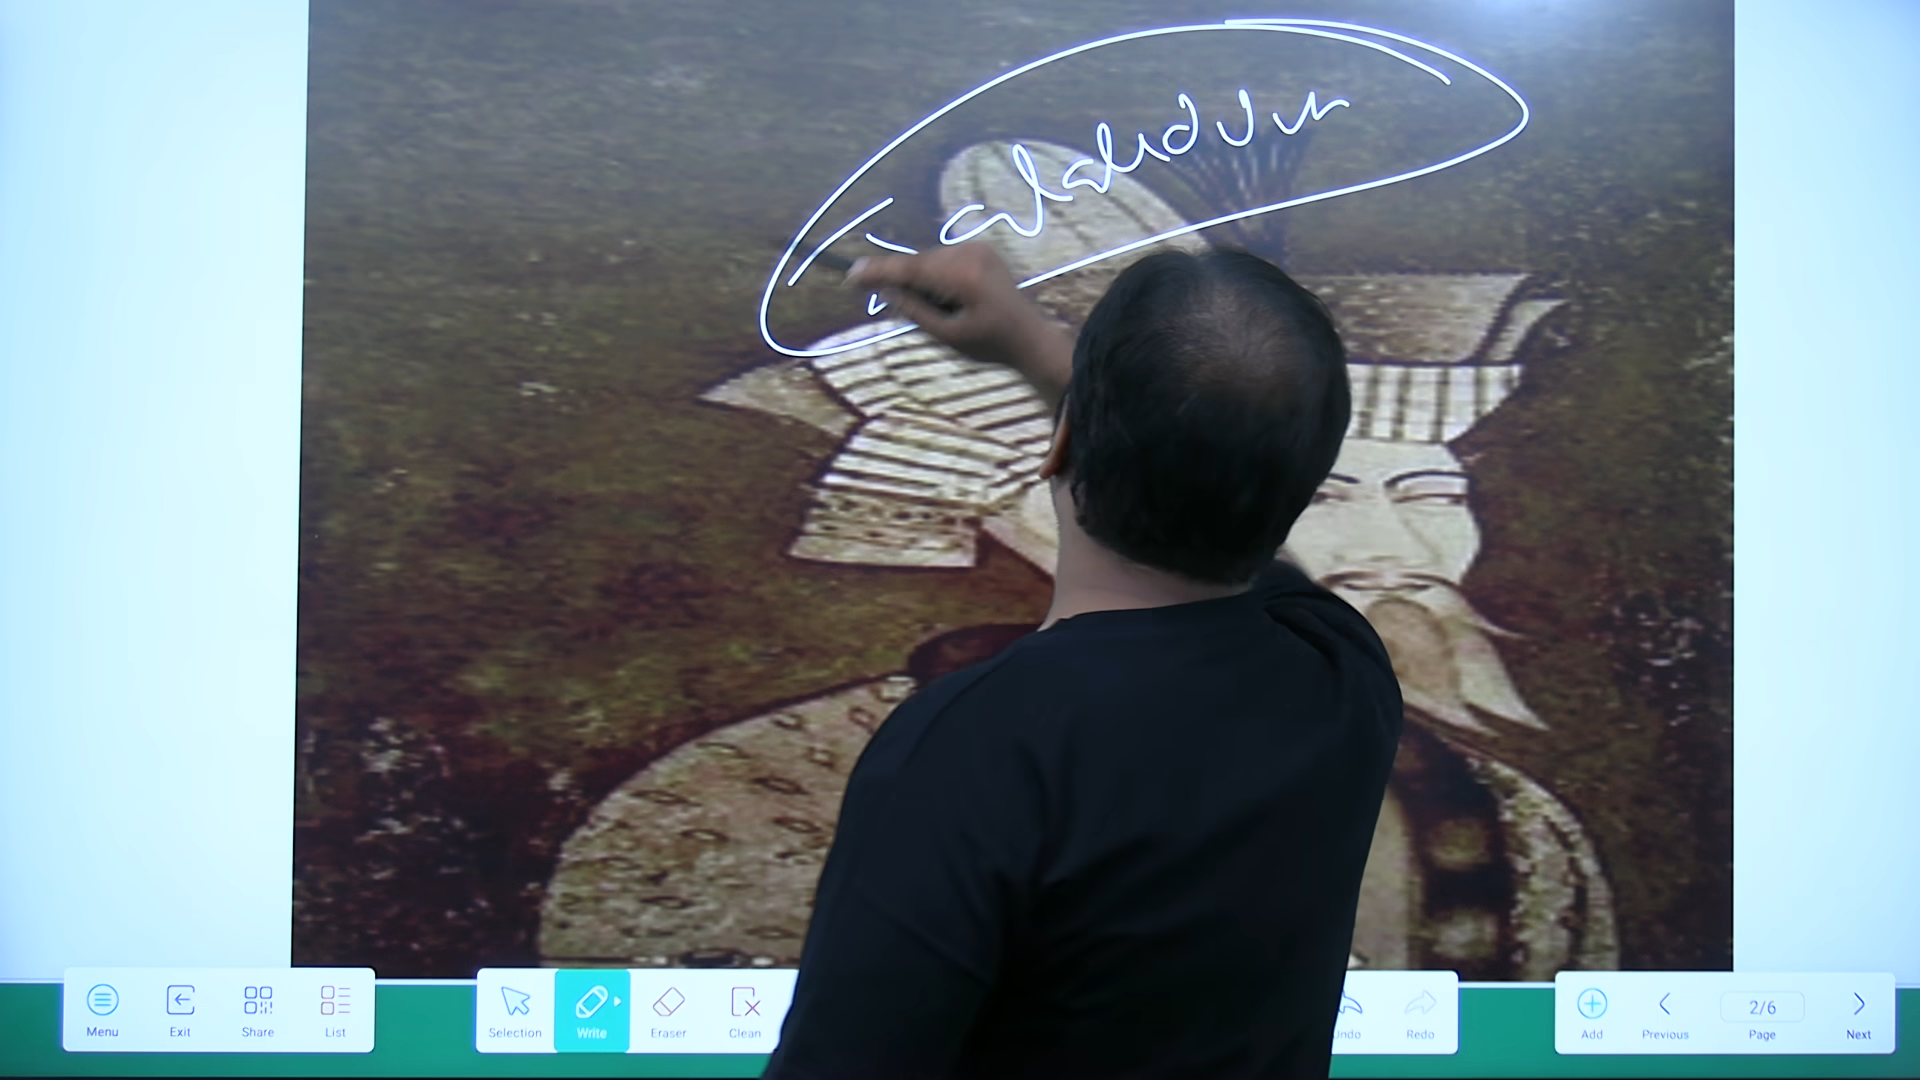 Jalaluddin
Menu
Exit
Share
List
Selection
Write
Eraser
Clean
Undo
Redo
Add
Previous
2/6
Page
Next